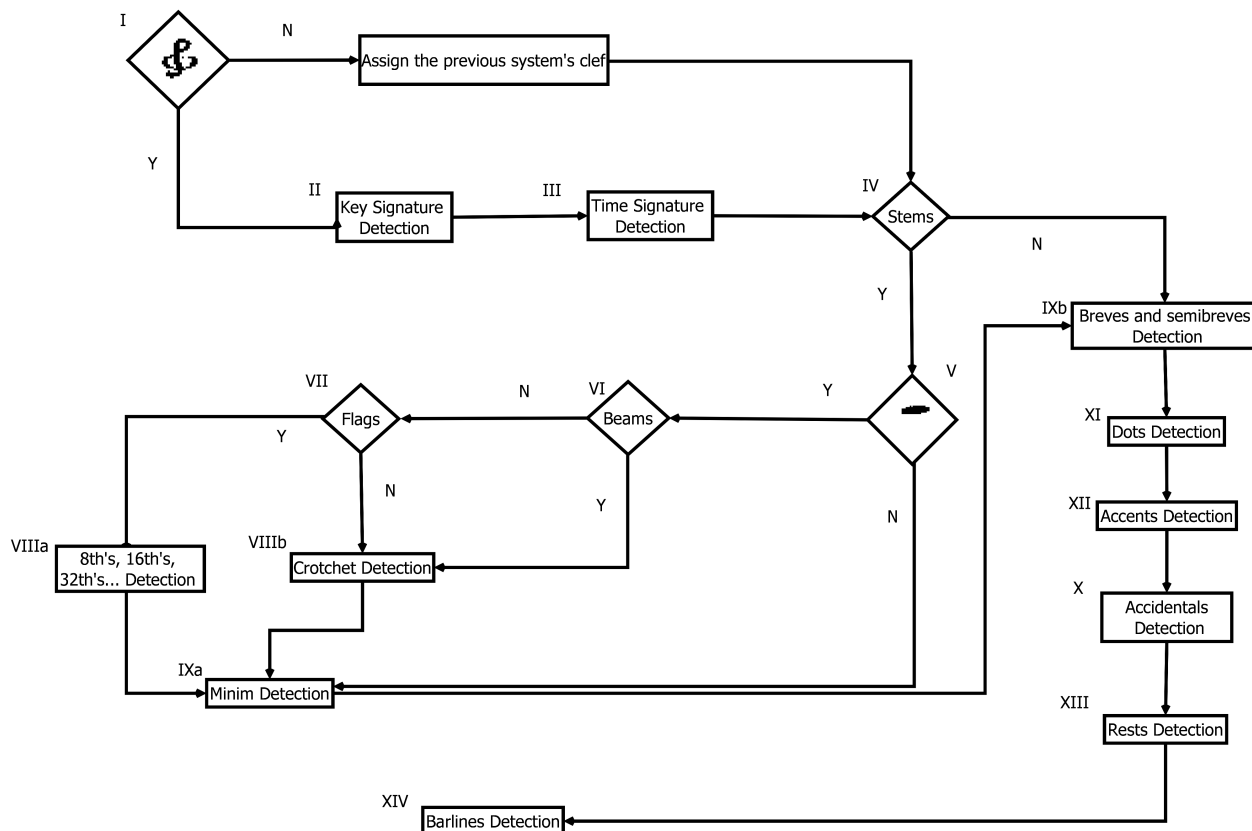 I
N
Assign the previous system's clef
Y
II
Key Signature
Detection
III
Time Signature
Detection
IV
Stems
N
Y
IXb
Breves and semibreves
Detection
V
Y
N
VI
Beams
N
Y
VII
Flags
Y
N
VIIIa
8th's, 16th's,
32th's... Detection
VIIIb
Crotchet Detection
IXa
Minim Detection
XI
Dots Detection
XII
Accents Detection
X
Accidentals
Detection
XIII
Rests Detection
XIV
Barlines Detection